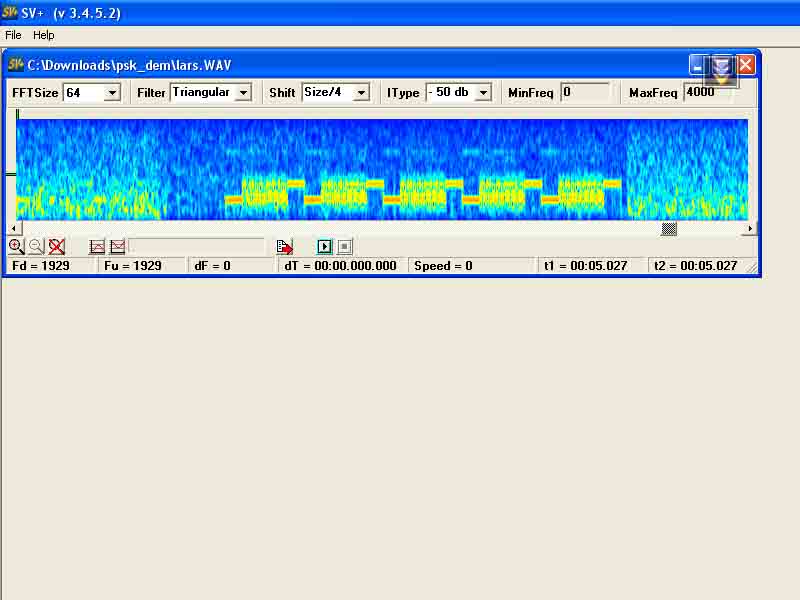 SV+ SV+ (v 3.4.5.2)
File Help
SV+ C:\Downloads\psk_dem\lars.WAV
FFTSize 64 Filter Triangular Shift Size/4 IType - 50 db MinFreq 0 MaxFreq 4000
Fd = 1929 Fu = 1929 dF = 0 dT = 00:00.000.000 Speed = 0 t1 = 00:05.027 t2 = 00:05.027